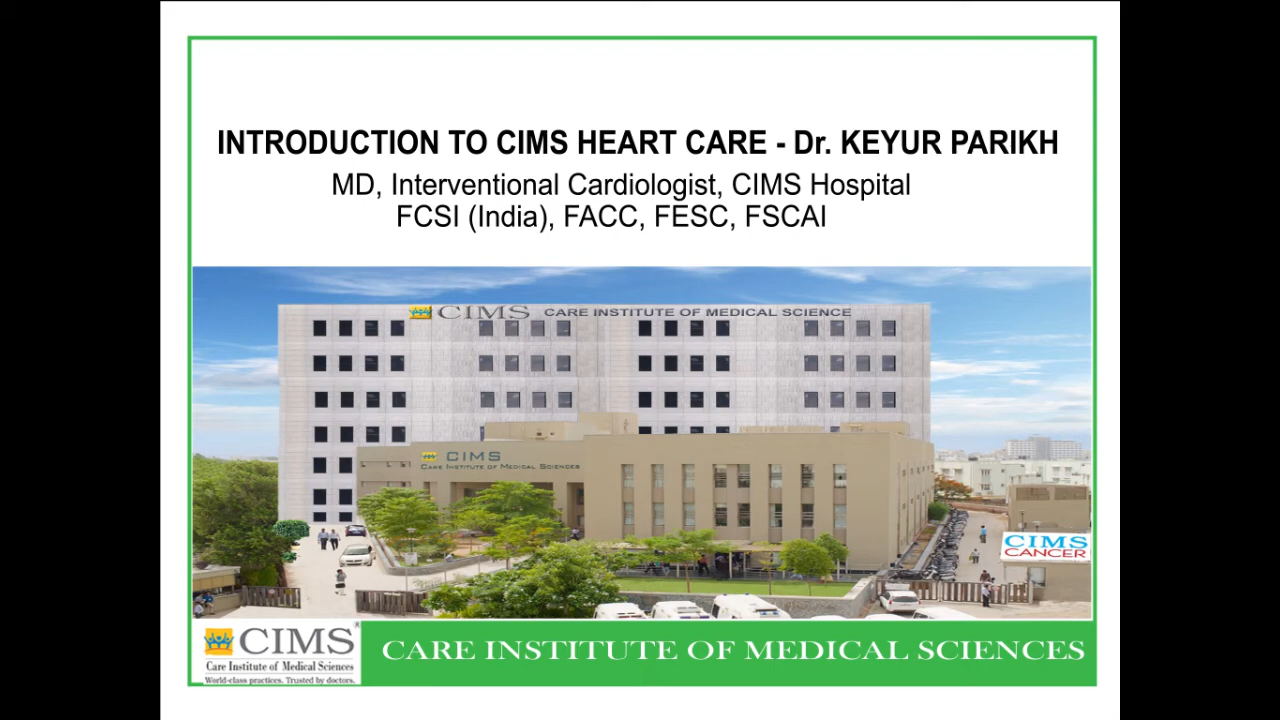 INTRODUCTION TO CIMS HEART CARE - Dr. KEYUR PARIKH
MD, Interventional Cardiologist, CIMS Hospital
FCSI (India), FACC, FESC, FSCAI
CIMS CARE INSTITUTE OF MEDICAL SCIENCE
CIMS
CARE INSTITUTE OF MEDICAL SCIENCES
CIMS
CANCER
CIMS®
Care Institute of Medical Sciences
World-class practices. Trusted by doctors.
CARE INSTITUTE OF MEDICAL SCIENCES